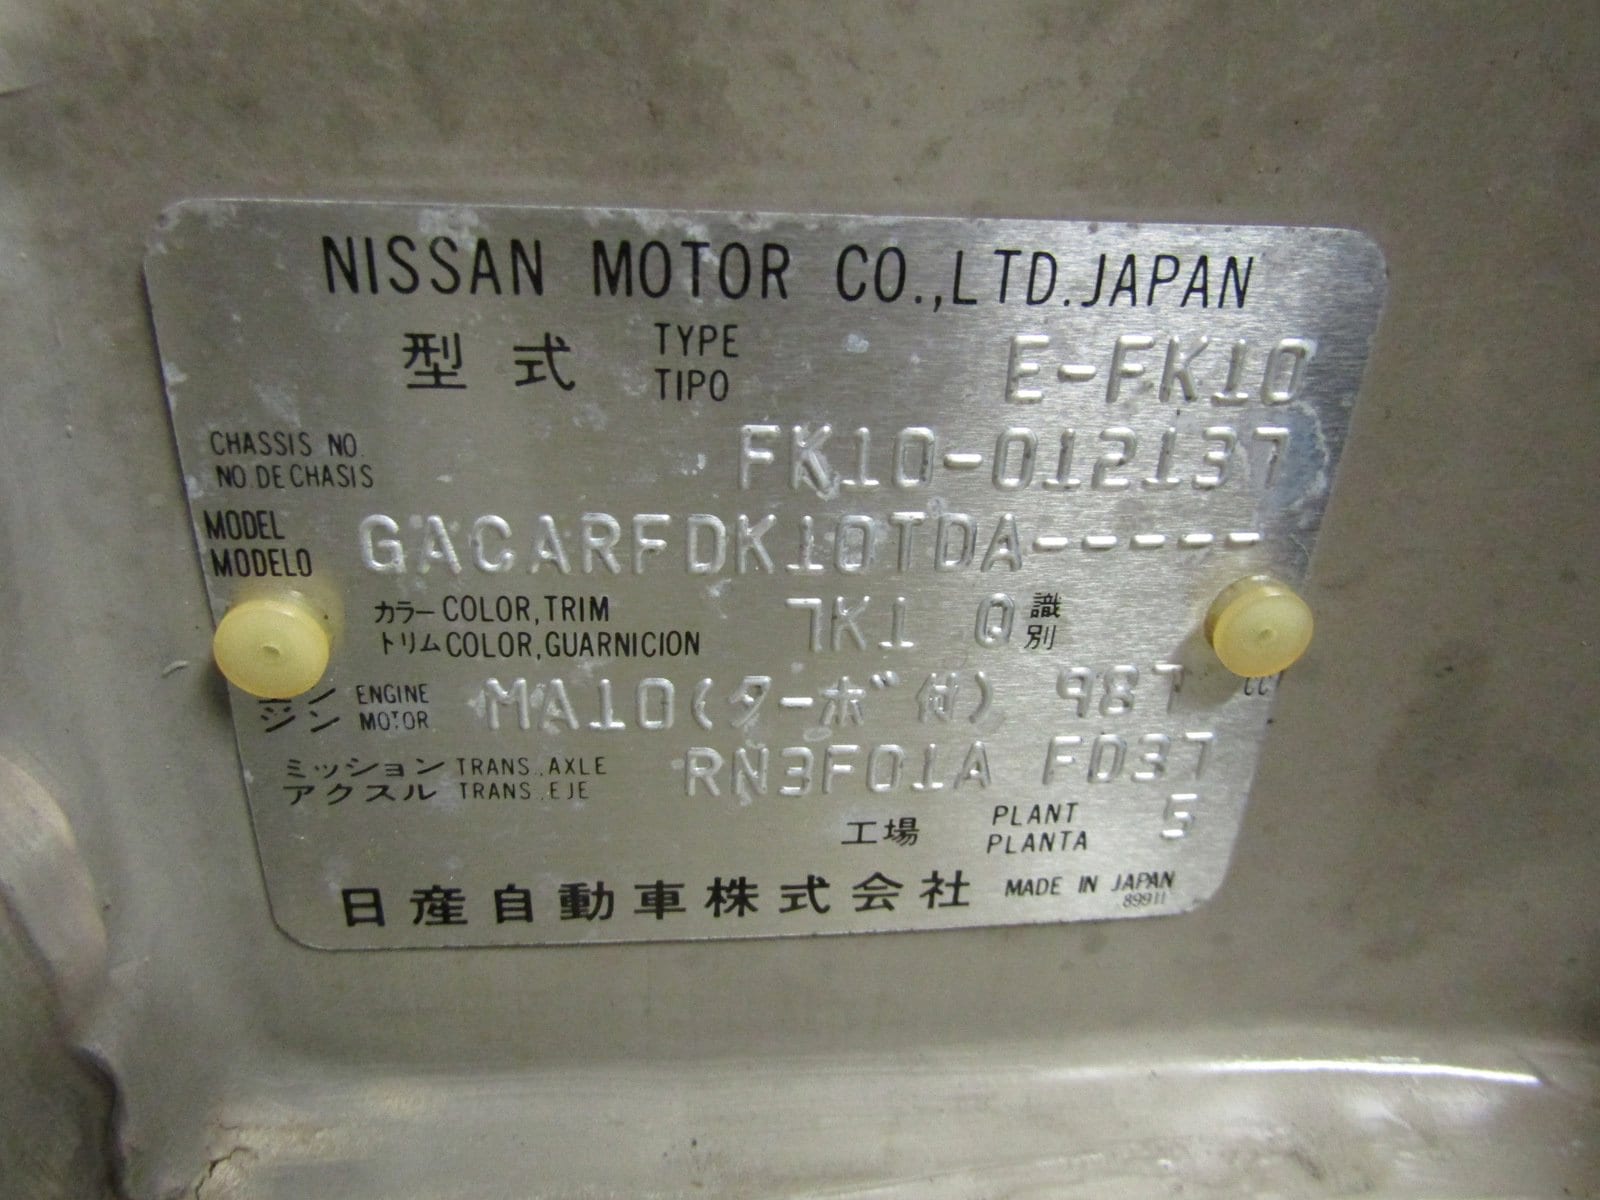 NISSAN MOTOR CO.,LTD.JAPAN
型式 TYPE E-FK10
TIPO
CHASSIS NO. FK10-012137
NO.DE CHASIS
MODEL GACARFDK10TDA-----
MODELO
カラー COLOR,TRIM 7K1 Q 識別
トリム COLOR,GUARNICION
ENGINE MA10(ターボ付) 987 CC
ジン MOTOR
ミッション TRANS.,AXLE RN3F01A F037
アクスル TRANS.,EJE
工場 PLANT 5
PLANTA
日産自動車株式会社 MADE IN JAPAN
89911